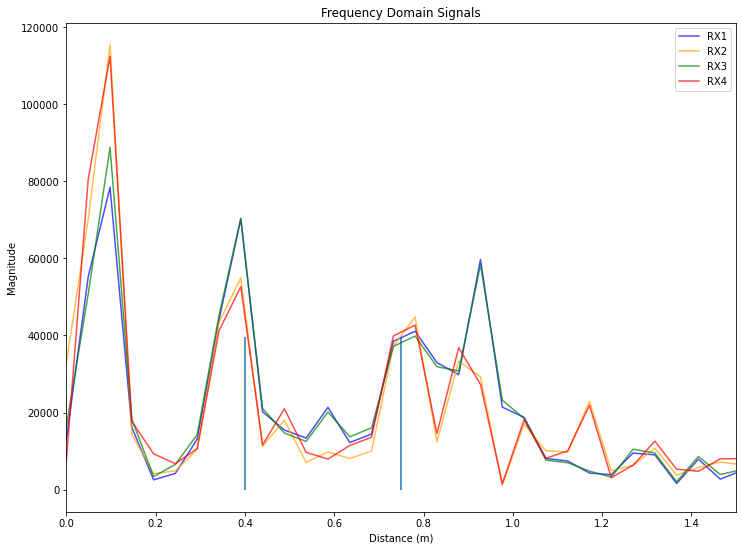 Frequency Domain Signals
RX1
RX2
RX3
RX4
Magnitude
120000
100000
80000
60000
40000
20000
0
0.0 0.2 0.4 0.6 0.8 1.0 1.2 1.4
Distance (m)